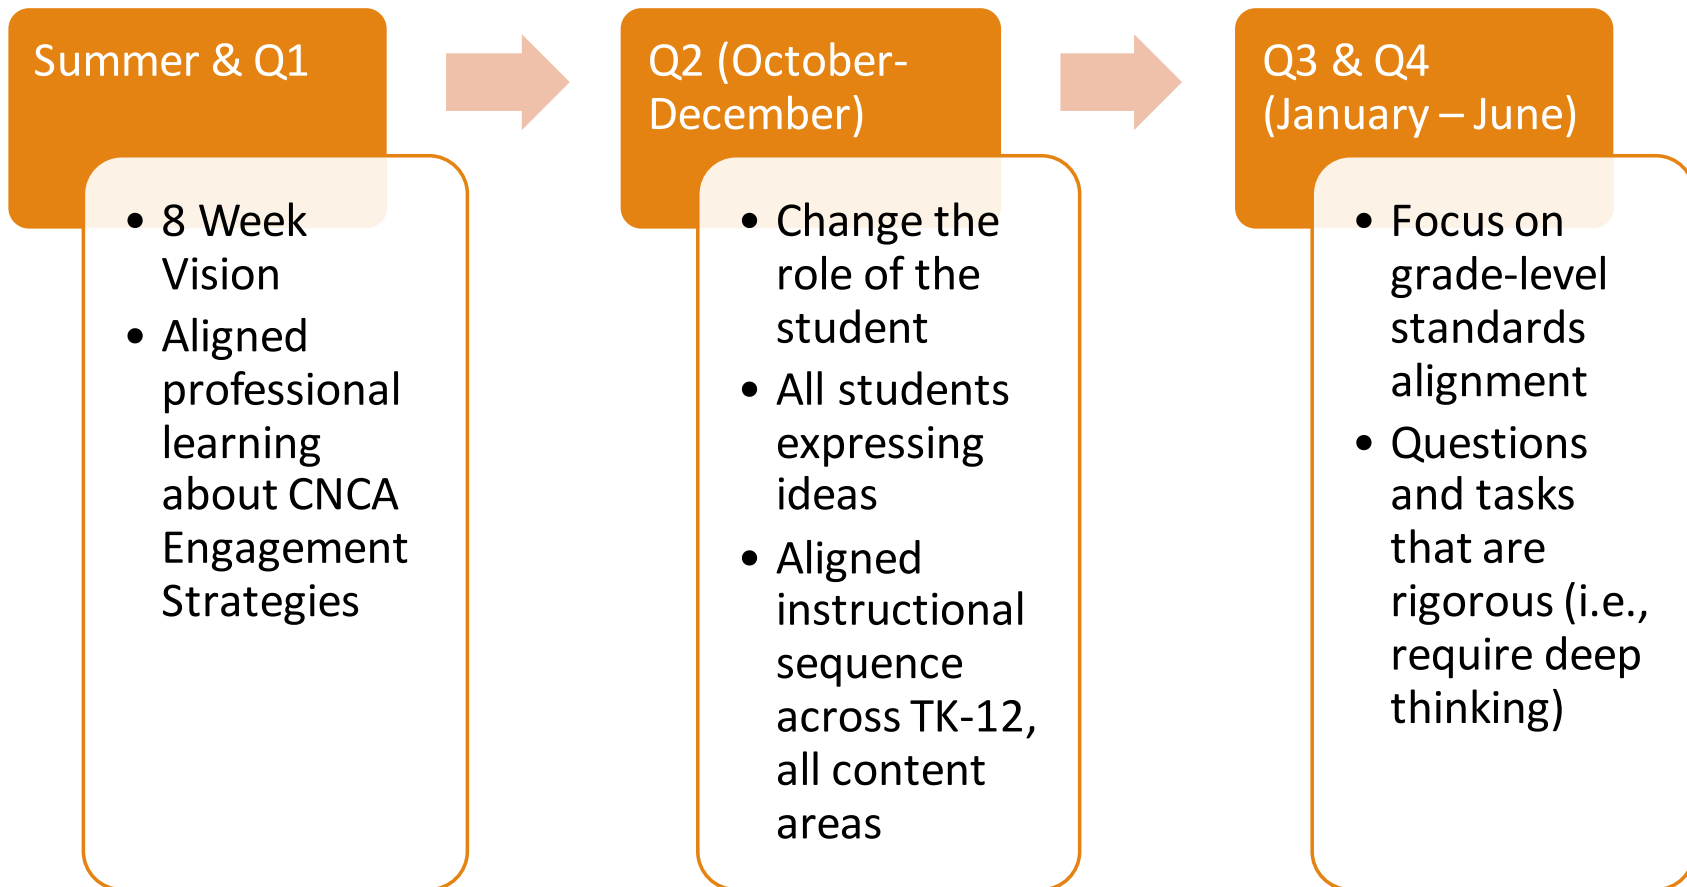 Summer & Q1
• 8 Week
Vision
• Aligned
professional
learning
about CNCA
Engagement
Strategies
Q2 (October-
December)
• Change the
role of the
student
• All students
expressing
ideas
• Aligned
instructional
sequence
across TK-12,
all content
areas
Q3 & Q4
(January – June)
• Focus on
grade-level
standards
alignment
• Questions
and tasks
that are
rigorous (i.e.,
require deep
thinking)